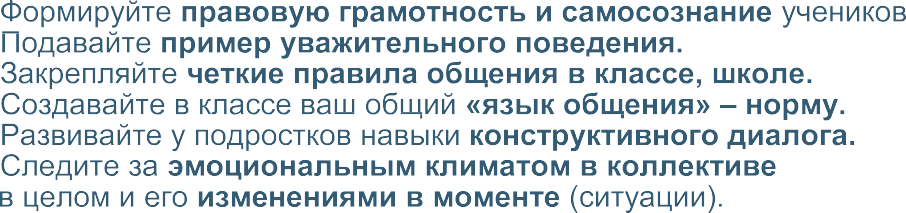 Формируйте правовую грамотность и самосознание учеников
Подавайте пример уважительного поведения.
Закрепляйте четкие правила общения в классе, школе.
Создавайте в классе ваш общий «язык общения» – норму.
Развивайте у подростков навыки конструктивного диалога.
Следите за эмоциональным климатом в коллективе
в целом и его изменениями в моменте (ситуации).